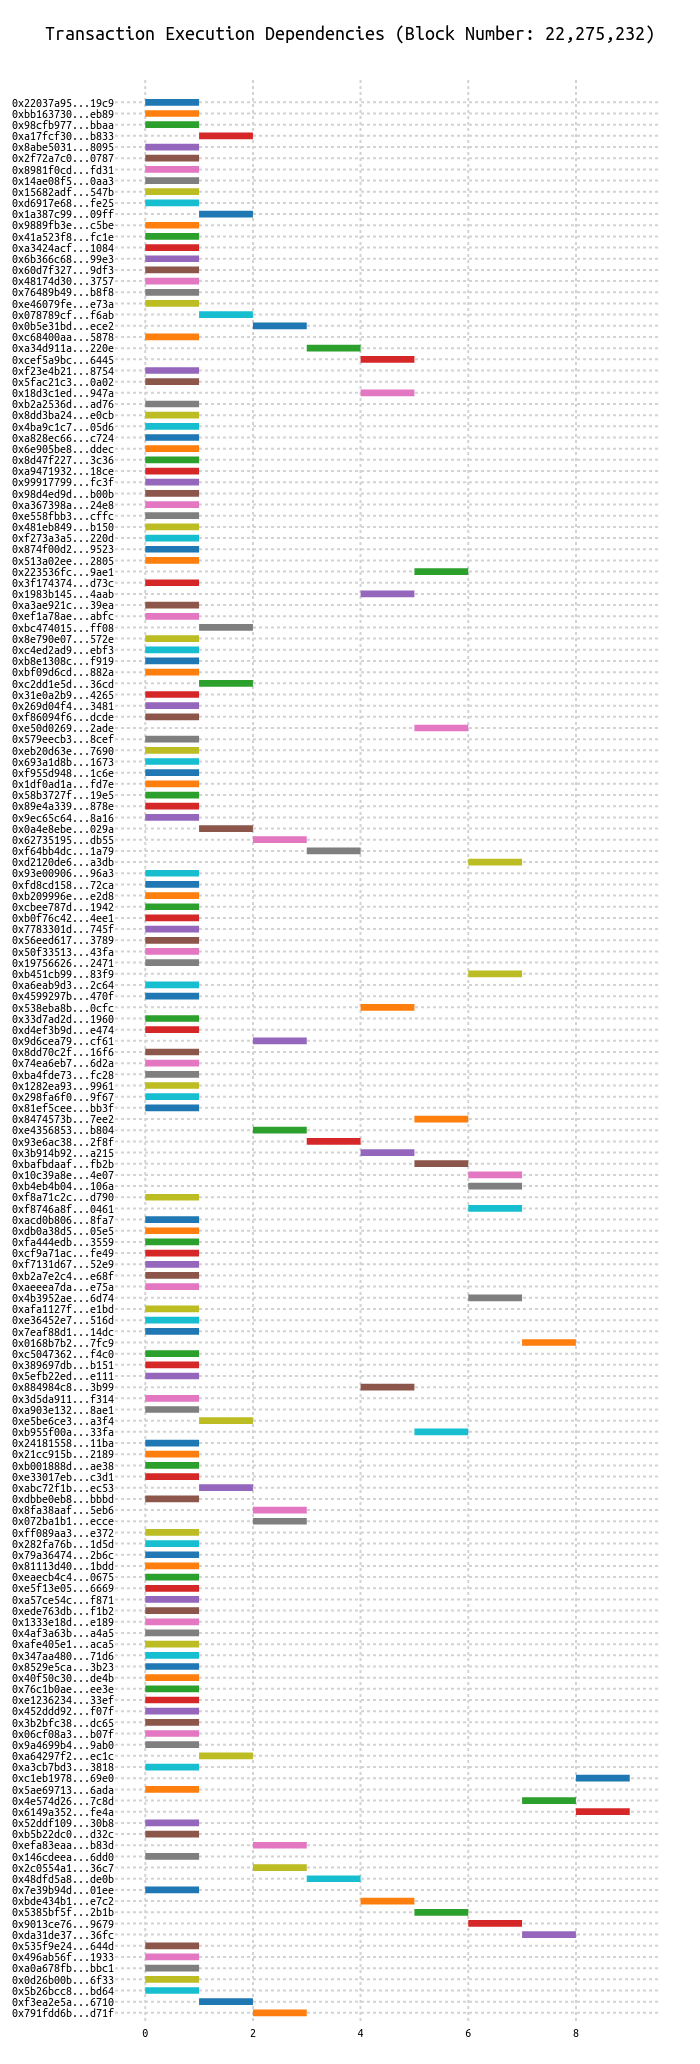 Transaction Execution Dependencies (Block Number: 22,275,232)
0x22037a95...19c9
0xbb163730...eb89
0x98cfb977...bbaa
0xa17fcf30...b833
0x8abe5031...8095
0x2f72a7c0...0787
0x8981f0cd...fd31
0x14ae08f5...0aa3
0x15682adf...547b
0xd6917e68...fe25
0x1a387c99...09ff
0x9889fb3e...c5be
0x41a523f8...fc1e
0xa3424acf...1084
0x6b366c68...99e3
0x60d7f327...9df3
0x48174d30...3757
0x76489b49...b8f8
0xe46079fe...e73a
0x078789cf...f6ab
0x0b5e31bd...ece2
0xc68400aa...5878
0xa34d911a...220e
0xcef5a9bc...6445
0xf23e4b21...8754
0x5fac21c3...0a02
0x18d3c1ed...947a
0xb2a2536d...ad76
0x8dd3ba24...e0cb
0x4ba9c1c7...05d6
0xa828ec66...c724
0x6e905be8...ddec
0x8d47f227...3c36
0xa9471932...18ce
0x99917799...fc3f
0x98d4ed9d...b00b
0xa367398a...24e8
0xe558fbb3...cffc
0x481eb849...b150
0xf273a3a5...220d
0x874f00d2...9523
0x513a02ee...2805
0x223536fc...9ae1
0x3f174374...d73c
0x1983b145...4aab
0xa3ae921c...39ea
0xef1a78ae...abfc
0xbc474015...ff08
0x8e790e07...572e
0xc4ed2ad9...ebf3
0xb8e1308c...f919
0xbf09d6cd...882a
0xc2dd1e5d...36cd
0x31e0a2b9...4265
0x269d04f4...3481
0xf86094f6...dcde
0xe50d0269...2ade
0x579eecb3...8cef
0xeb20d63e...7690
0x693a1d8b...1673
0xf955d948...1c6e
0x1df0ad1a...fd7e
0x58b3727f...19e5
0x89e4a339...878e
0x9ec65c64...8a16
0x0a4e8ebe...029a
0x62735195...db55
0xf64bb4dc...1a79
0xd2120de6...a3db
0x93e00906...96a3
0xfd8cd158...72ca
0xb209996e...e2d8
0xcbee787d...1942
0xb0f76c42...4ee1
0x7783301d...745f
0x56eed617...3789
0x50f33513...43fa
0x19756626...2471
0xb451cb99...83f9
0xa6eab9d3...2c64
0x4599297b...470f
0x538eba8b...0cfc
0x33d7ad2d...1960
0xd4ef3b9d...e474
0x9d6cea79...cf61
0x8dd70c2f...16f6
0x74ea6eb7...6d2a
0xba4fde73...fc28
0x1282ea93...9961
0x298fa6f0...9f67
0x81ef5cee...bb3f
0x8474573b...7ee2
0xe4356853...b804
0x93e6ac38...2f8f
0x3b914b92...a215
0xbafbdaaf...fb2b
0x10c39a8e...4e07
0xb4eb4b04...106a
0xf8a71c2c...d790
0xf8746a8f...0461
0xacd0b806...8fa7
0xdb0a38d5...05e5
0xfa444edb...3559
0xcf9a71ac...fe49
0xf7131d67...52e9
0xb2a7e2c4...e68f
0xaeeea7da...e75a
0x4b3952ae...6d74
0xafa1127f...e1bd
0xe36452e7...516d
0x7eaf88d1...14dc
0x0168b7b2...7fc9
0xc5047362...f4c0
0x389697db...b151
0x5efb22ed...e111
0x884984c8...3b99
0x3d5da911...f314
0xa903e132...8ae1
0xe5be6ce3...a3f4
0xb955f00a...33fa
0x24181558...11ba
0x21cc915b...2189
0xb001888d...ae38
0xe33017eb...c3d1
0xabc72f1b...ec53
0xdbbe0eb8...bbbd
0x8fa38aaf...5eb6
0x072ba1b1...ecce
0xff089aa3...e372
0x282fa76b...1d5d
0x79a36474...2b6c
0x81113d40...1bdd
0xeaecb4c4...0675
0xe5f13e05...6669
0xa57ce54c...f871
0xede763db...f1b2
0x1333e18d...e189
0x4af3a63b...a4a5
0xafe405e1...aca5
0x347aa480...71d6
0x8529e5ca...3b23
0x40f50c30...de4b
0x76c1b0ae...ee3e
0xe1236234...33ef
0x452ddd92...f07f
0x3b2bfc38...dc65
0x06cf08a3...b07f
0x9a4699b4...9ab0
0xa64297f2...ec1c
0xa3cb7bd3...3818
0xc1eb1978...69e0
0x5ae69713...6ada
0x4e574d26...7c8d
0x6149a352...fe4a
0x52ddf109...30b8
0xb5b22dc0...d32c
0xefa83eaa...b83d
0x146cdeea...6dd0
0x2c0554a1...36c7
0x48dfd5a8...de0b
0x7e39b94d...01ee
0xbde434b1...e7c2
0x5385bf5f...2b1b
0x9013ce76...9679
0xda31de37...36fc
0x535f9e24...644d
0x496ab56f...1933
0xa0a678fb...bbc1
0x0d26b00b...6f33
0x5b26bcc8...bd64
0xf3ea2e5a...6710
0x791fdd6b...d71f
0 2 4 6 8